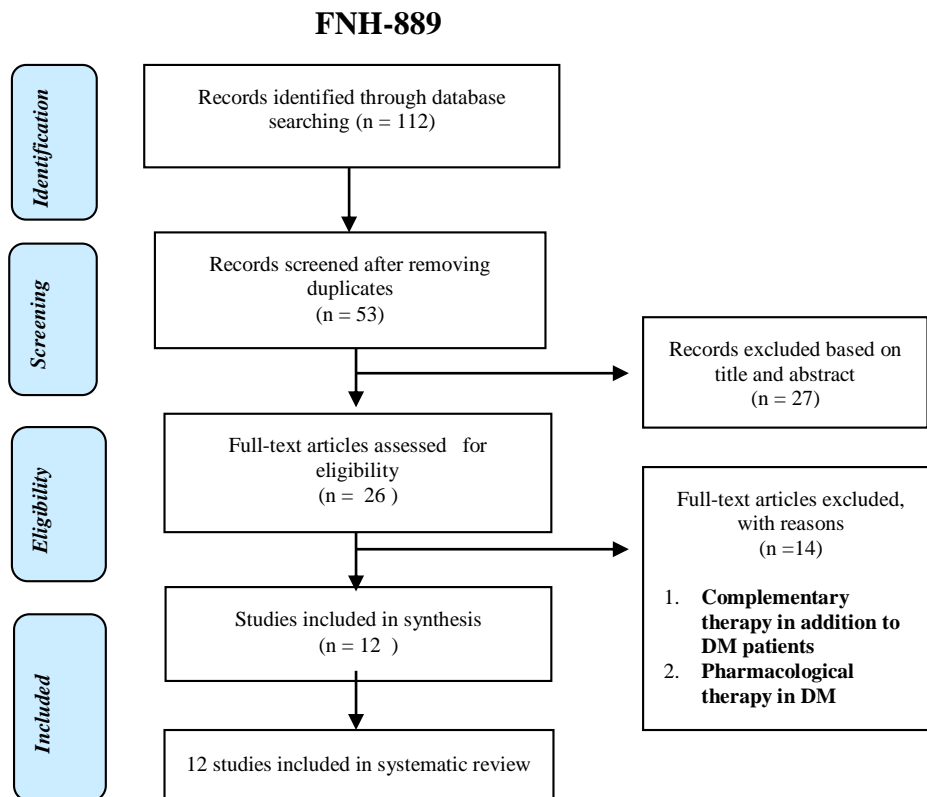 FNH-889
Identification
Records identified through database
searching (n = 112)
Screening
Records screened after removing
duplicates
(n = 53)
Records excluded based on
title and abstract
(n = 27)
Eligibility
Full-text articles assessed for
eligibility
(n = 26 )
Full-text articles excluded,
with reasons
(n =14)
1. Complementary
therapy in addition to
DM patients
2. Pharmacological
therapy in DM
Included
Studies included in synthesis
(n = 12 )
12 studies included in systematic review